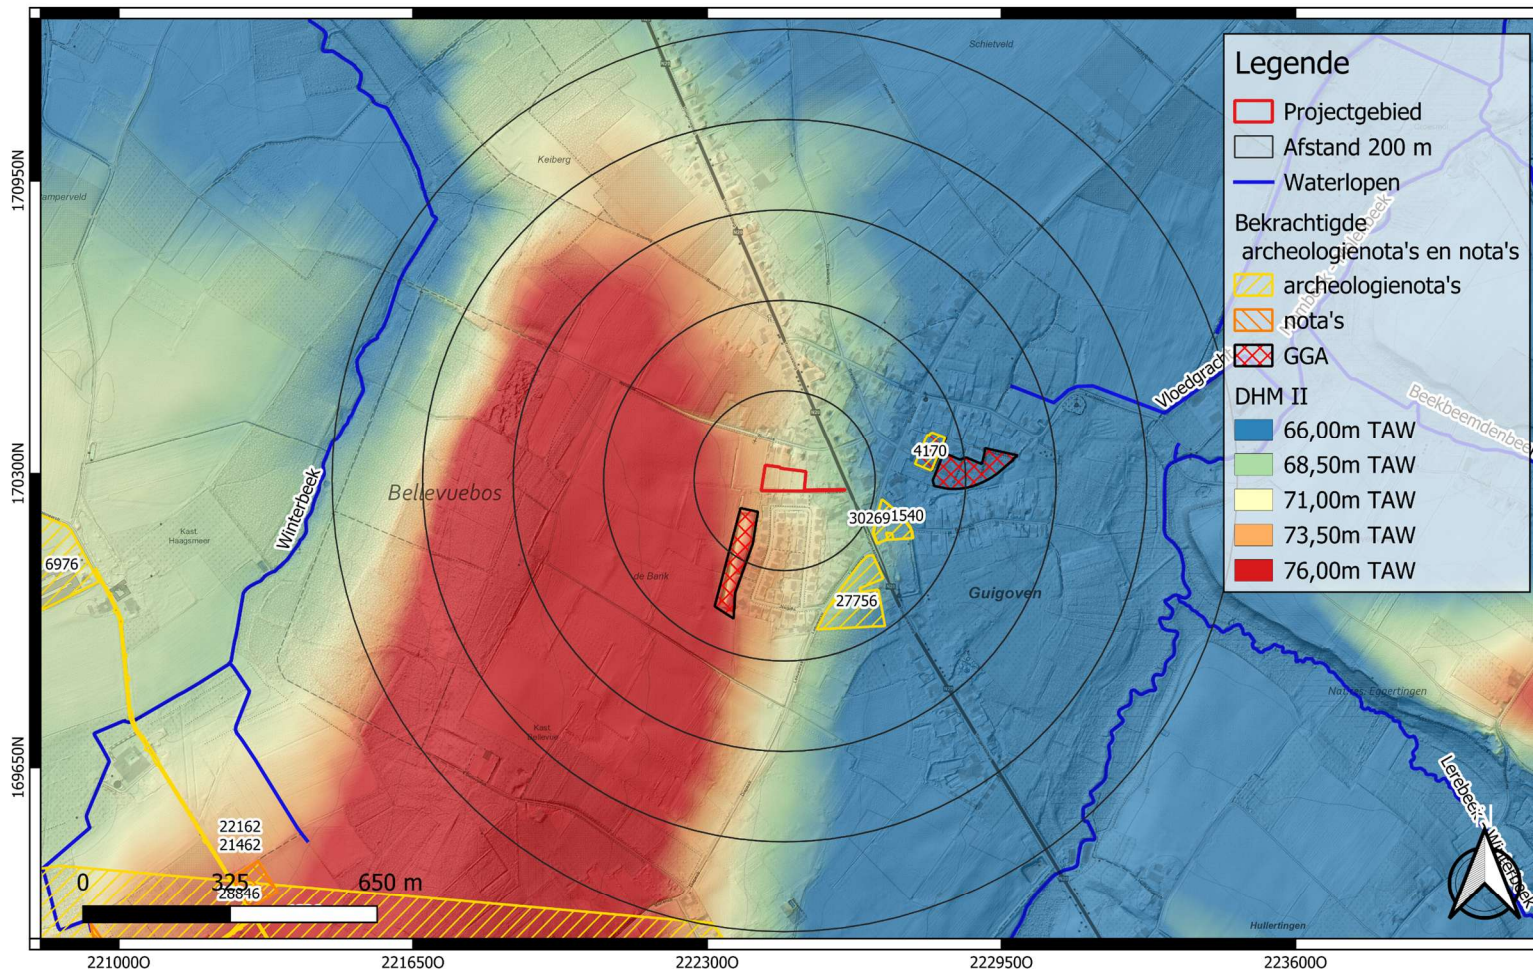 Legende
Projectgebied
Afstand 200 m
Waterlopen
Bekrachtigde
archeologienota's en nota's
archeologienota's
nota's
GGA
DHM II
66,00m TAW
68,50m TAW
71,00m TAW
73,50m TAW
76,00m TAW
Schietveld
Keiberg
amperveld
Winterbeek
Bellevuebos
Kast
Haagsmeer
de Bank
Kast
Bellevue
6976
4170
30269
1540
27756
Guigoven
Vloedgracht
Beekbeemdenbeek
Eggertingen
Lerebeek - Winterbeek
Hullertingen
22162
21462
28846
0
325
650 m
N
170950N
170300N
169650N
221000O
221650O
222300O
222950O
223600O